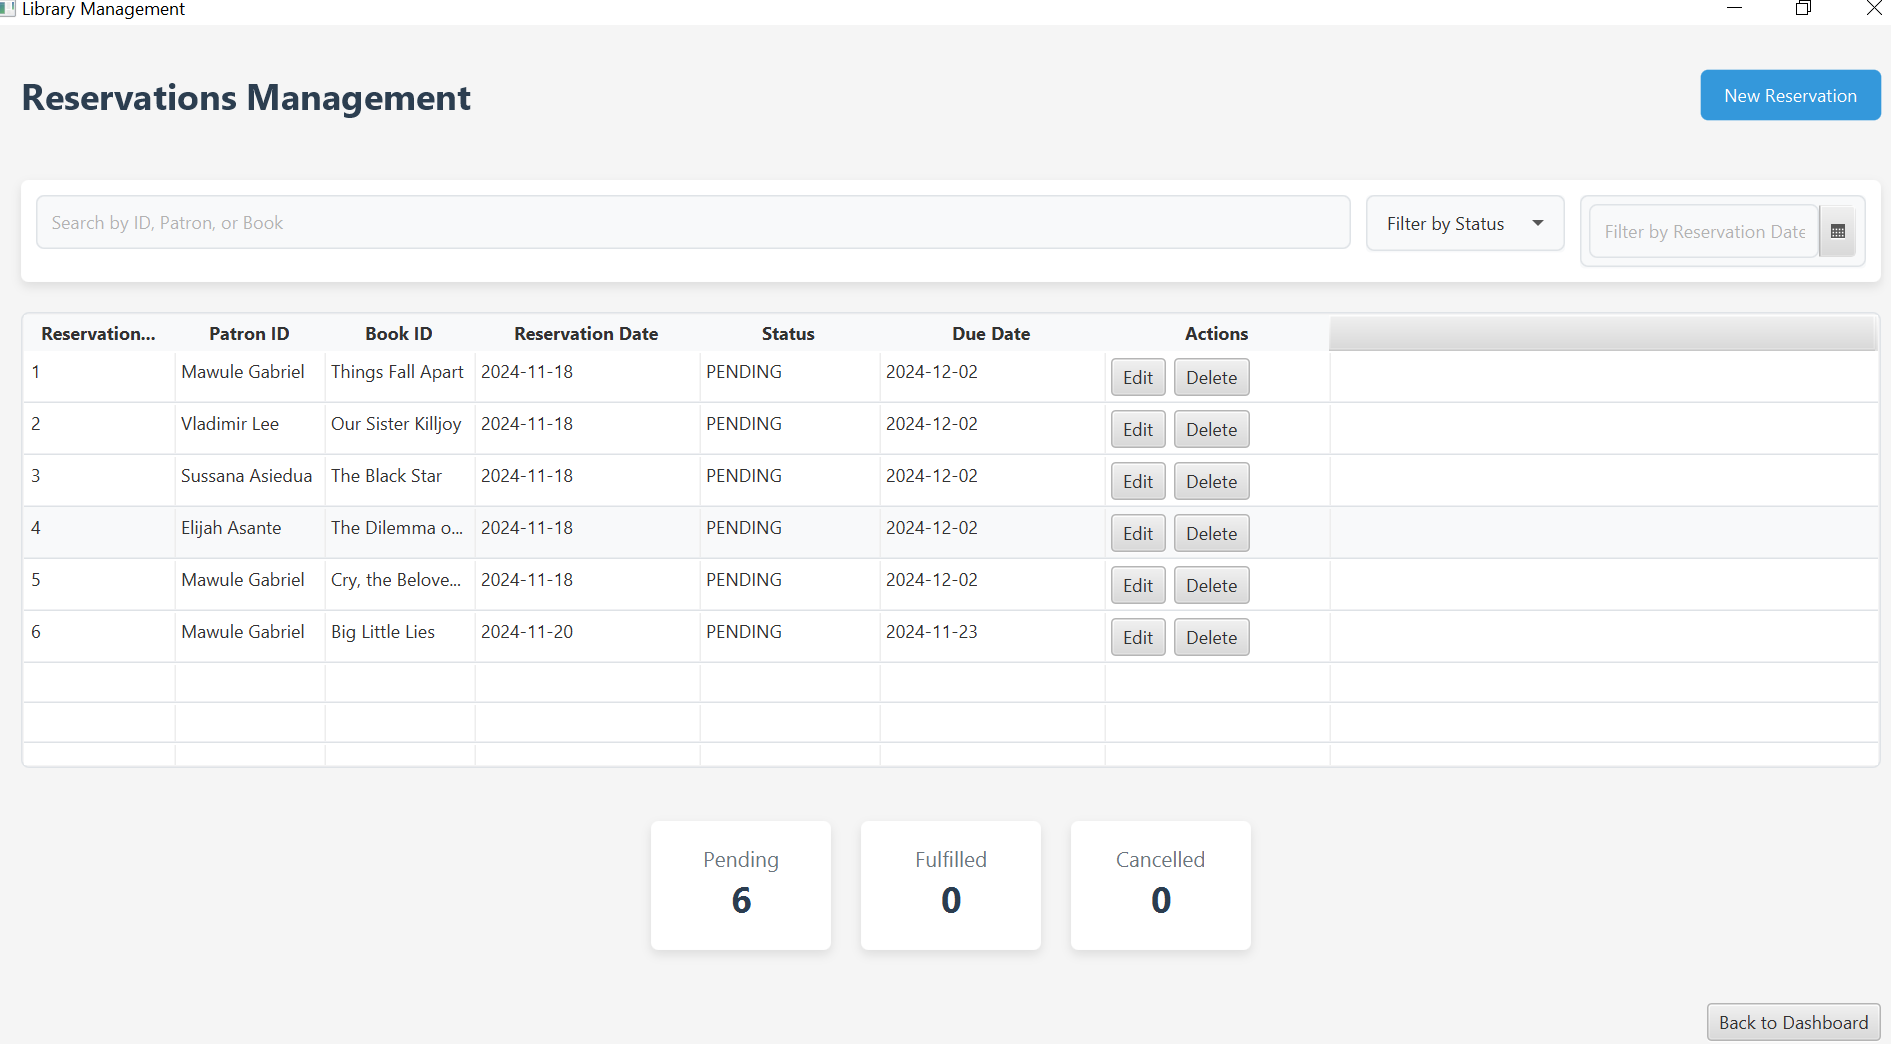 Library Management
Reservations Management
New Reservation
Search by ID, Patron, or Book
Filter by Status
Filter by Reservation Date
Reservation... Patron ID Book ID Reservation Date Status Due Date Actions
1 Mawule Gabriel Things Fall Apart 2024-11-18 PENDING 2024-12-02 Edit Delete
2 Vladimir Lee Our Sister Killjoy 2024-11-18 PENDING 2024-12-02 Edit Delete
3 Sussana Asiedua The Black Star 2024-11-18 PENDING 2024-12-02 Edit Delete
4 Elijah Asante The Dilemma o... 2024-11-18 PENDING 2024-12-02 Edit Delete
5 Mawule Gabriel Cry, the Belove... 2024-11-18 PENDING 2024-12-02 Edit Delete
6 Mawule Gabriel Big Little Lies 2024-11-20 PENDING 2024-11-23 Edit Delete
Pending Fulfilled Cancelled
6 0 0
Back to Dashboard